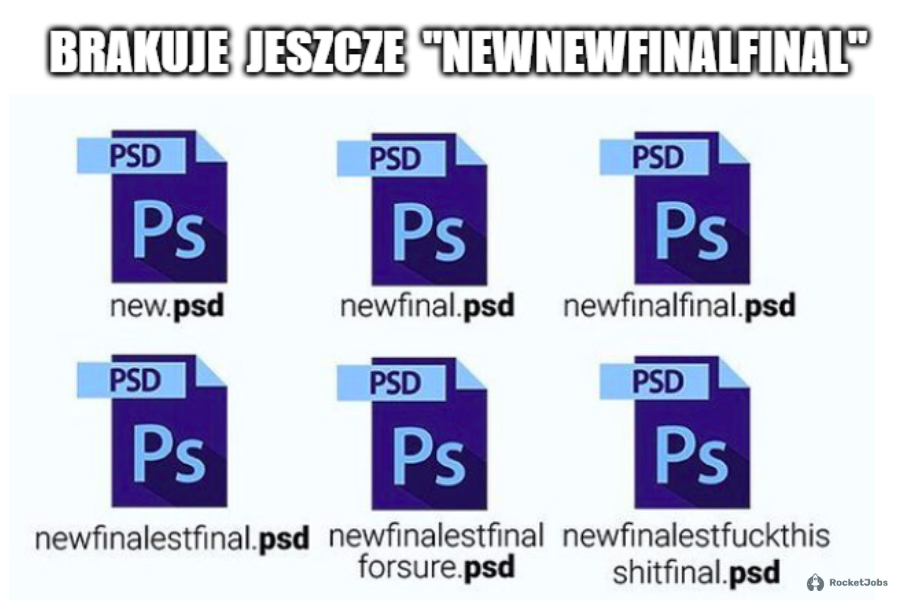 BRAKUJE JESZCZE "NEWNEWFINALFINAL"
PSD PSD PSD
Ps Ps Ps
new.psd newfinal.psd newfinalfinal.psd
PSD PSD PSD
Ps Ps Ps
newfinalestfinal.psd newfinalestfinal newfinalestfuckthis
forsure.psd shitfinal.psd
RocketJobs